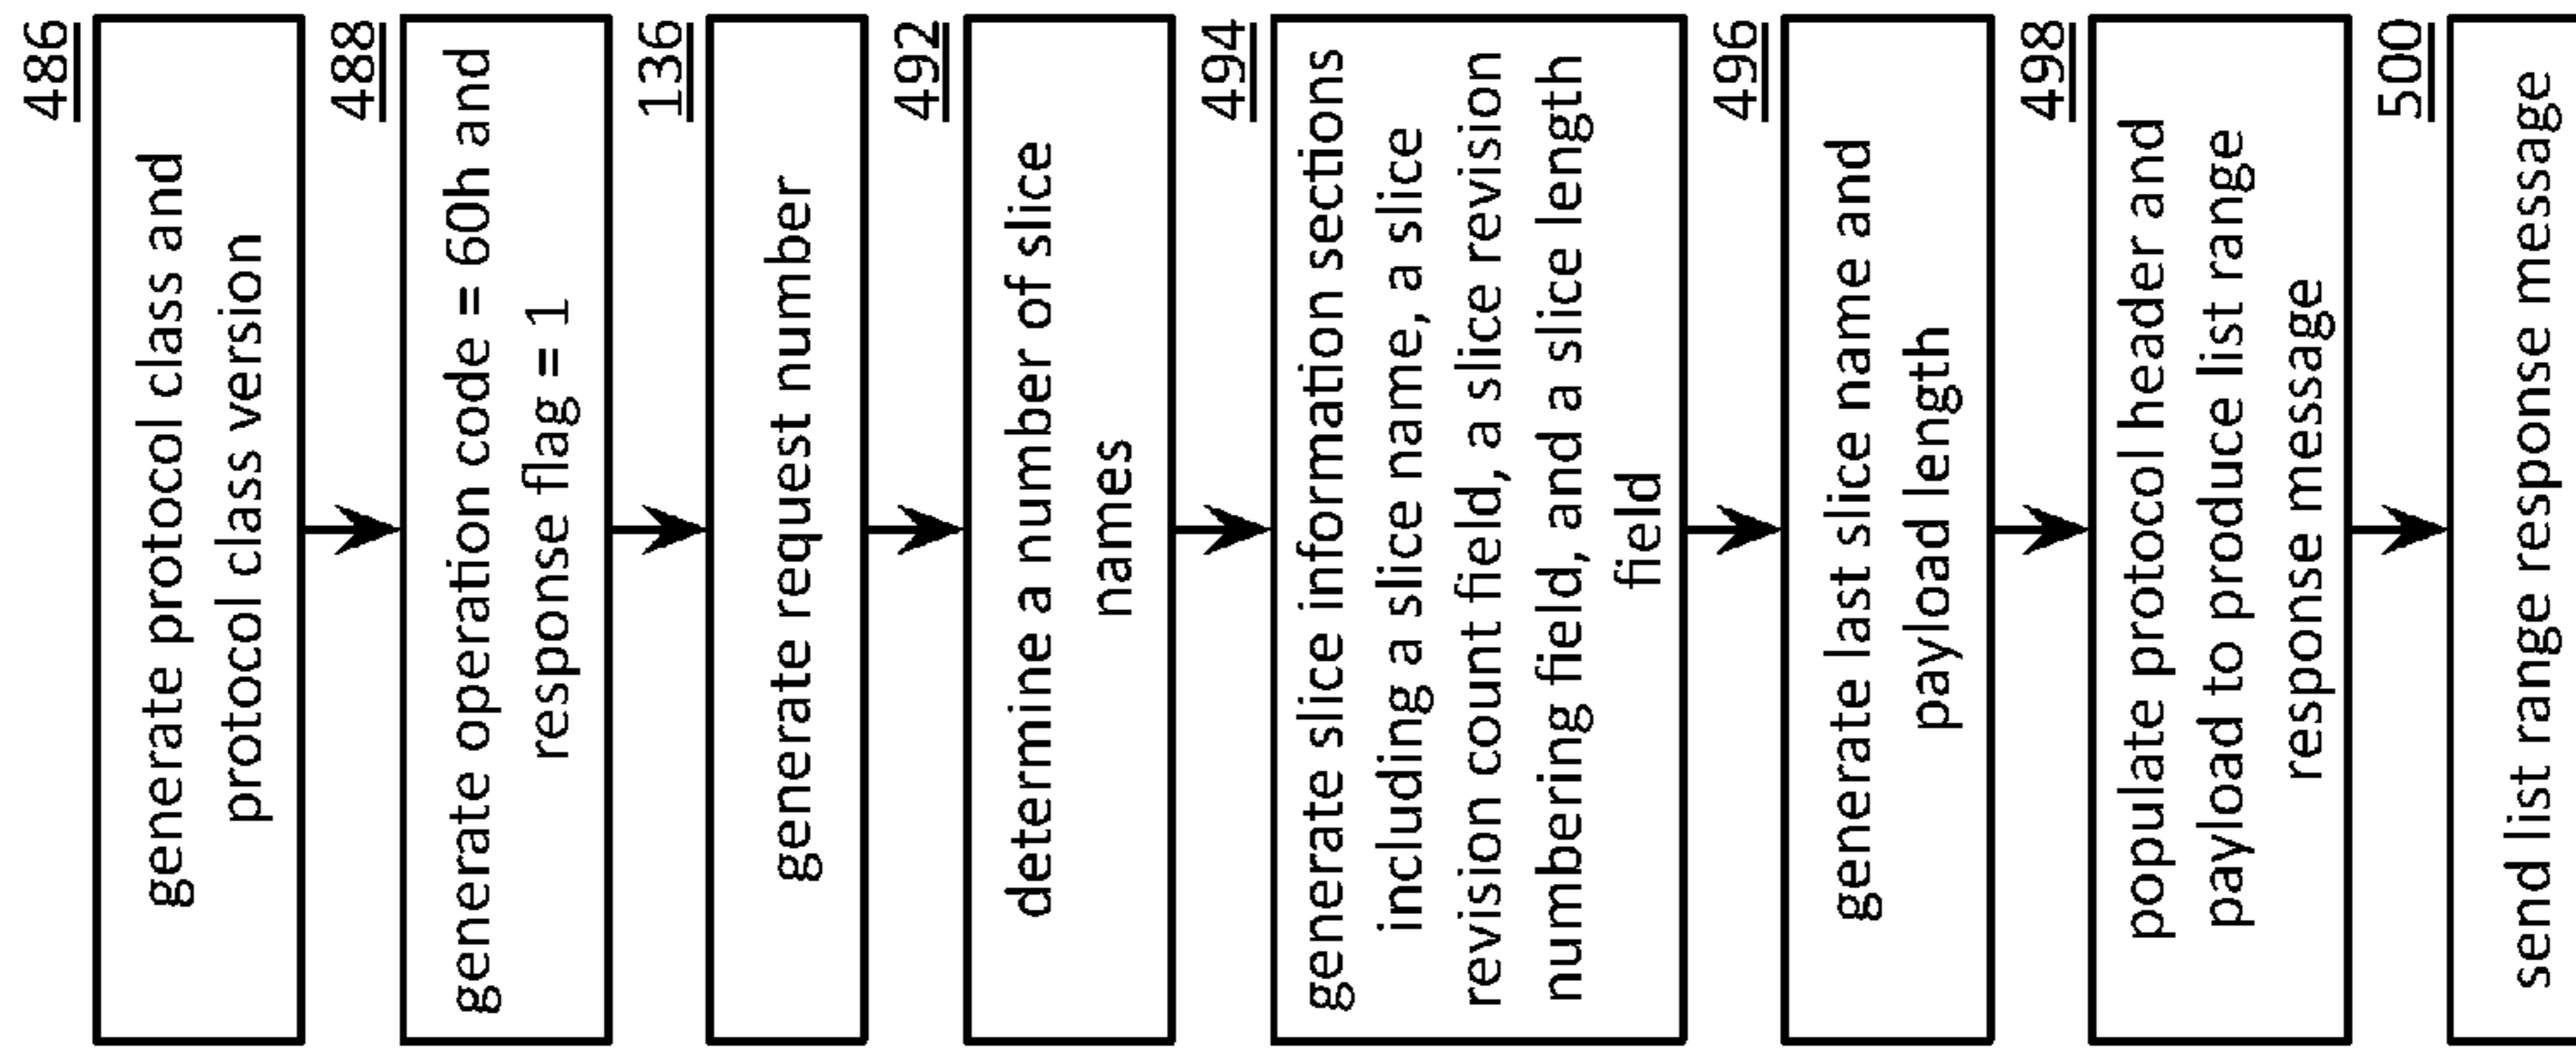 486
generate protocol class and
protocol class version
488
generate operation code = 60h and
response flag = 1
136
generate request number
492
determine a number of slice
names
494
generate slice information sections
including a slice name, a slice
revision count field, a slice revision
numbering field, and a slice length
field
496
generate last slice name and
payload length
498
populate protocol header and
payload to produce list range
response message
500
send list range response message